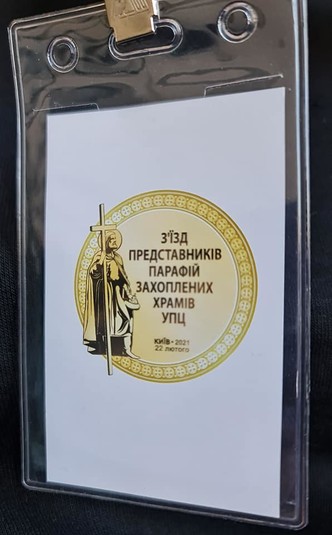 З'ЇЗД
ПРЕДСТАВНИКІВ
ПАРАФІЙ
ЗАХОПЛЕНИХ
ХРАМІВ
УПЦ
КИЇВ • 2021
22 ЛЮТОГО